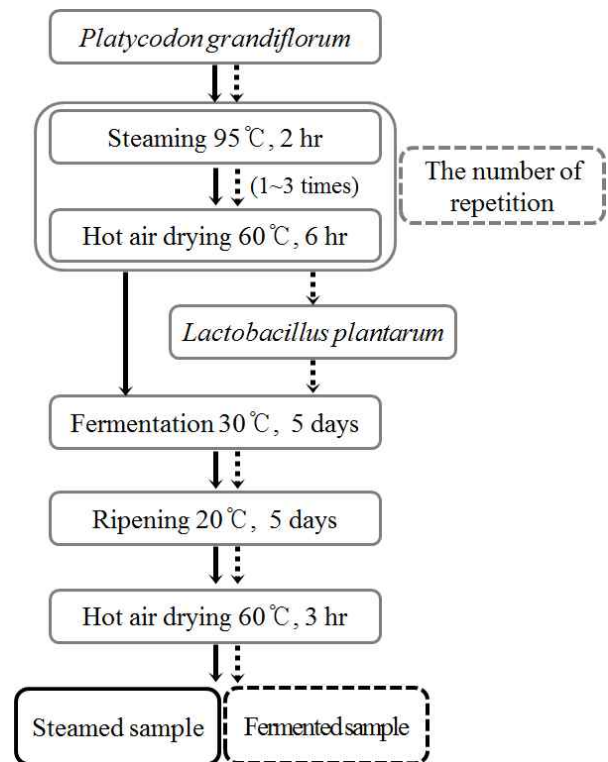 Platycodon grandiflorum
Steaming 95℃, 2 hr
(1~3 times)
Hot air drying 60℃, 6 hr
The number of
repetition
Lactobacillus plantarum
Fermentation 30℃, 5 days
Ripening 20℃, 5 days
Hot air drying 60℃, 3 hr
Steamed sample
Fermented sample